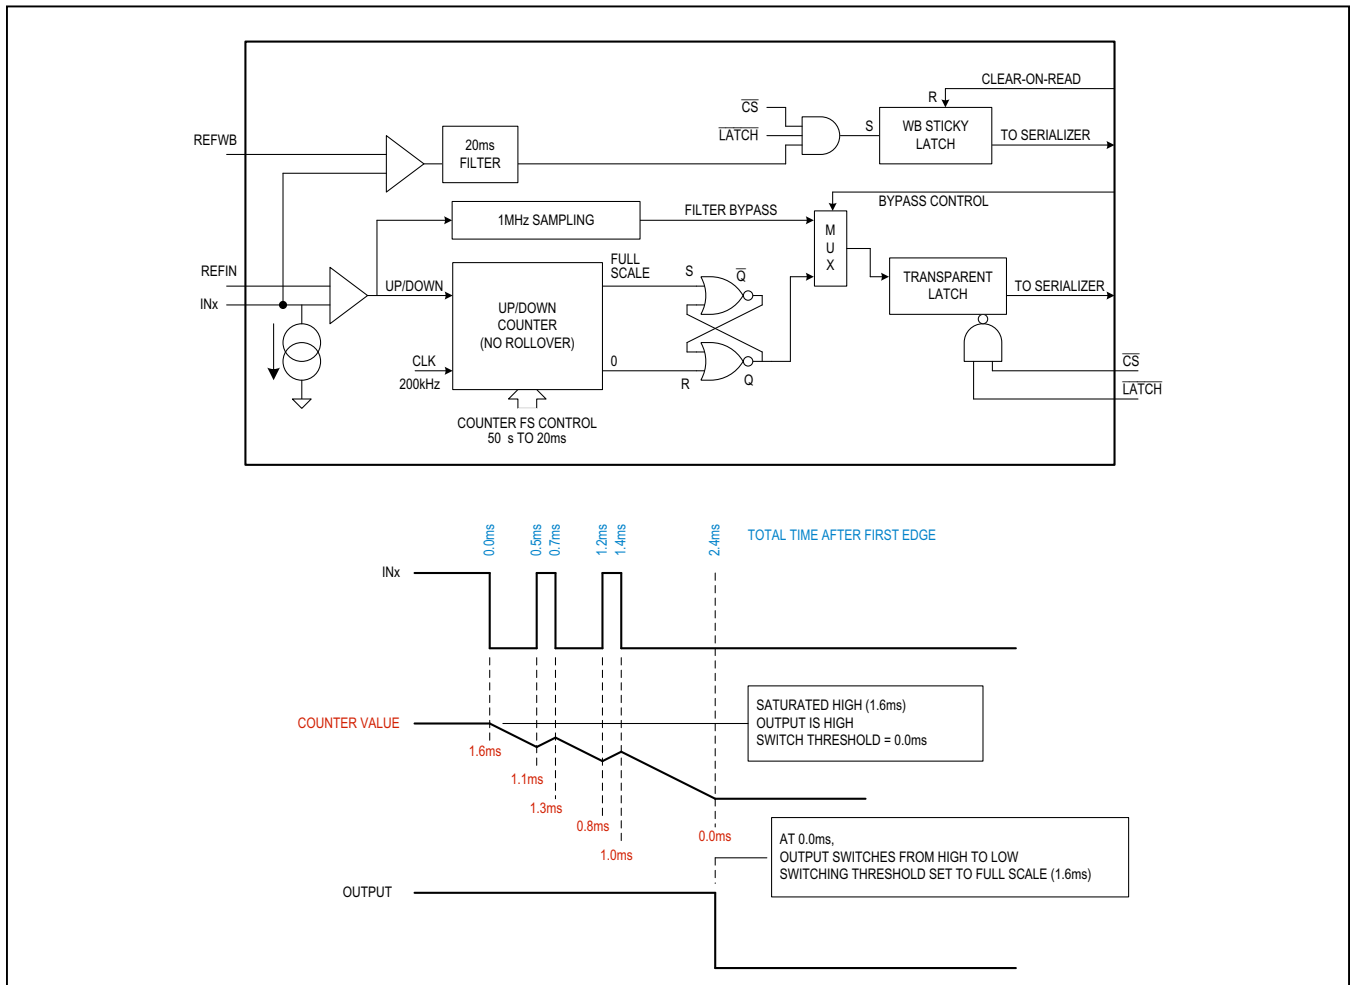 CLEAR-ON-READ
R
CS
REFWB
LATCH
S
WB STICKY
LATCH
TO SERIALIZER
20ms
FILTER
BYPASS CONTROL
1MHz SAMPLING
FILTER BYPASS
M
U
X
REFIN
INx
UP/DOWN
FULL
SCALE
S
Q
TRANSPARENT
LATCH
TO SERIALIZER
UP/DOWN
COUNTER
(NO ROLLOVER)
CLK
200kHz
0
R
Q
CS
LATCH
COUNTER FS CONTROL
50 s TO 20ms
0.0ms
0.5ms
0.7ms
1.2ms
1.4ms
2.4ms
TOTAL TIME AFTER FIRST EDGE
INx
COUNTER VALUE
SATURATED HIGH (1.6ms)
OUTPUT IS HIGH
SWITCH THRESHOLD = 0.0ms
1.6ms
1.1ms
1.3ms
0.8ms
1.0ms
0.0ms
AT 0.0ms,
OUTPUT SWITCHES FROM HIGH TO LOW
SWITCHING THRESHOLD SET TO FULL SCALE (1.6ms)
OUTPUT